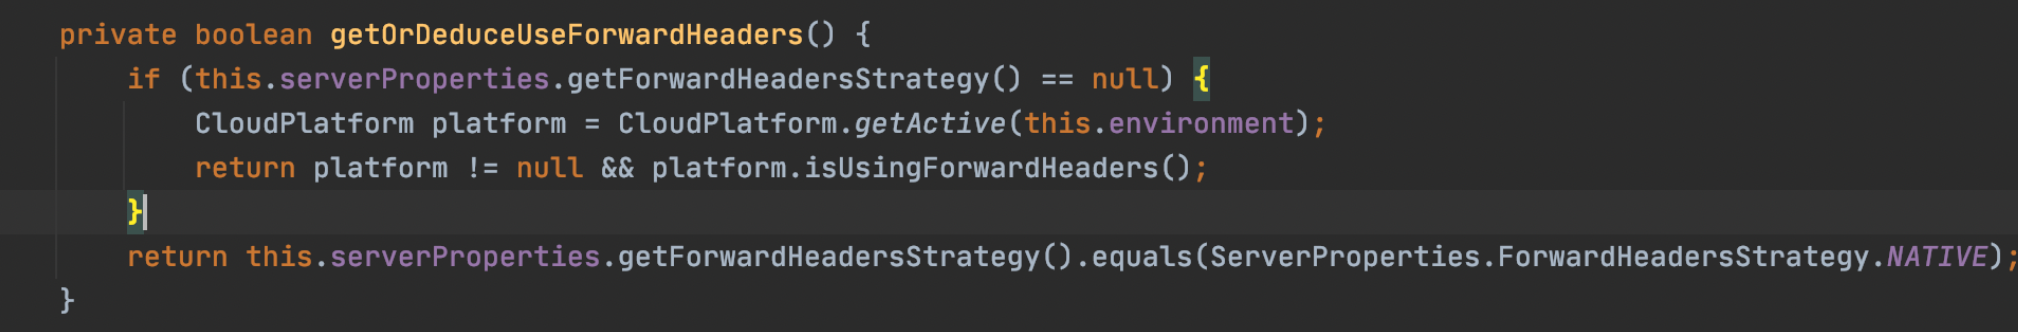 private boolean getOrDeduceUseForwardHeaders() {
if (this.serverProperties.getForwardHeadersStrategy() == null) {
CloudPlatform platform = CloudPlatform.getActive(this.environment);
return platform != null && platform.isUsingForwardHeaders();
}
return this.serverProperties.getForwardHeadersStrategy().equals(ServerProperties.ForwardHeadersStrategy.NATIVE);
}